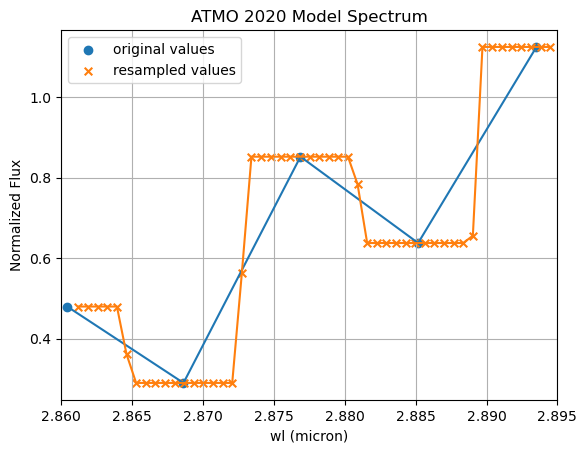 ATMO 2020 Model Spectrum
original values
resampled values
Normalized Flux
1.0
0.8
0.6
0.4
2.860 2.865 2.870 2.875 2.880 2.885 2.890 2.895
wl (micron)